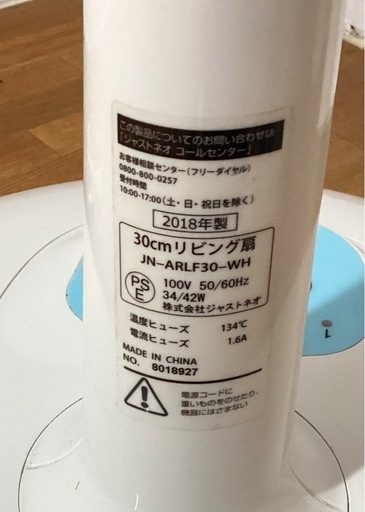 この製品についてのお問い合わせは
「ジャストネオ コールセンター」
お客様相談センター(フリーダイヤル)
0800-800-0257
受付時間
10:00-17:00(土・日・祝日を除く)
2018年製
30cmリビング扇
JN-ARLF30-WH
PSE
100V 50/60Hz
34/42W
株式会社ジャストネオ
温度ヒューズ 134℃
電流ヒューズ 1.6A
MADE IN CHINA
NO. 8018927
電源コードに
重いものをのせたり、
機器にはさまない
L